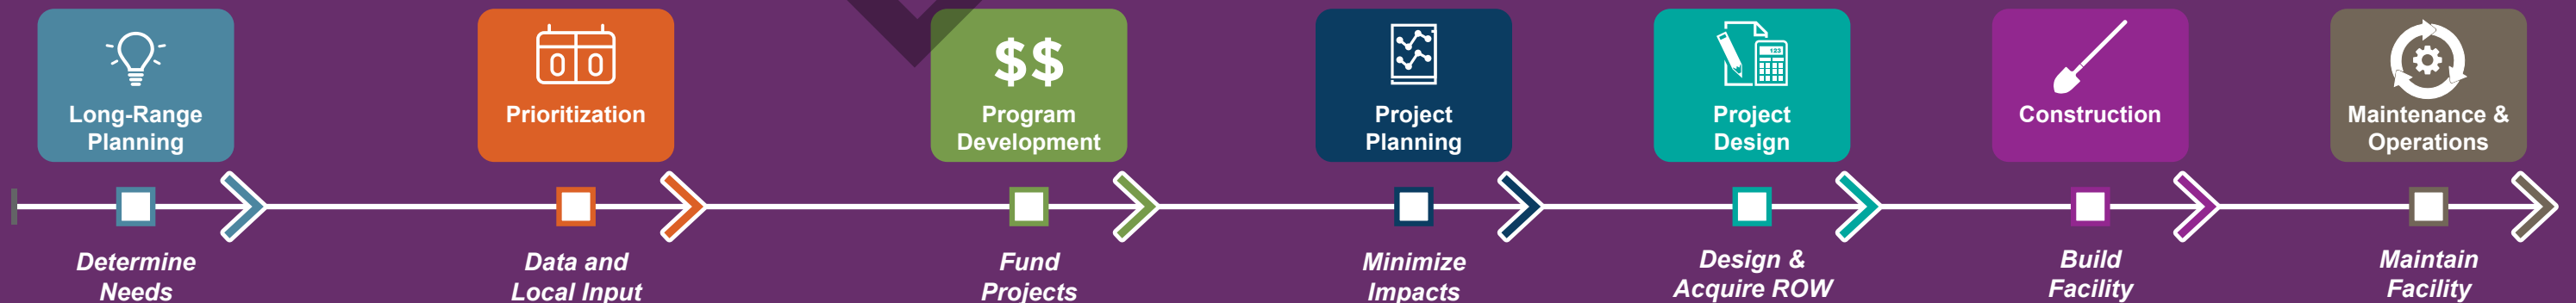 Long-Range
Planning
Prioritization
$$
Program
Development
Project
Planning
123
Project
Design
Construction
Maintenance &
Operations
Determine
Needs
Data and
Local Input
Fund
Projects
Minimize
Impacts
Design &
Acquire ROW
Build
Facility
Maintain
Facility